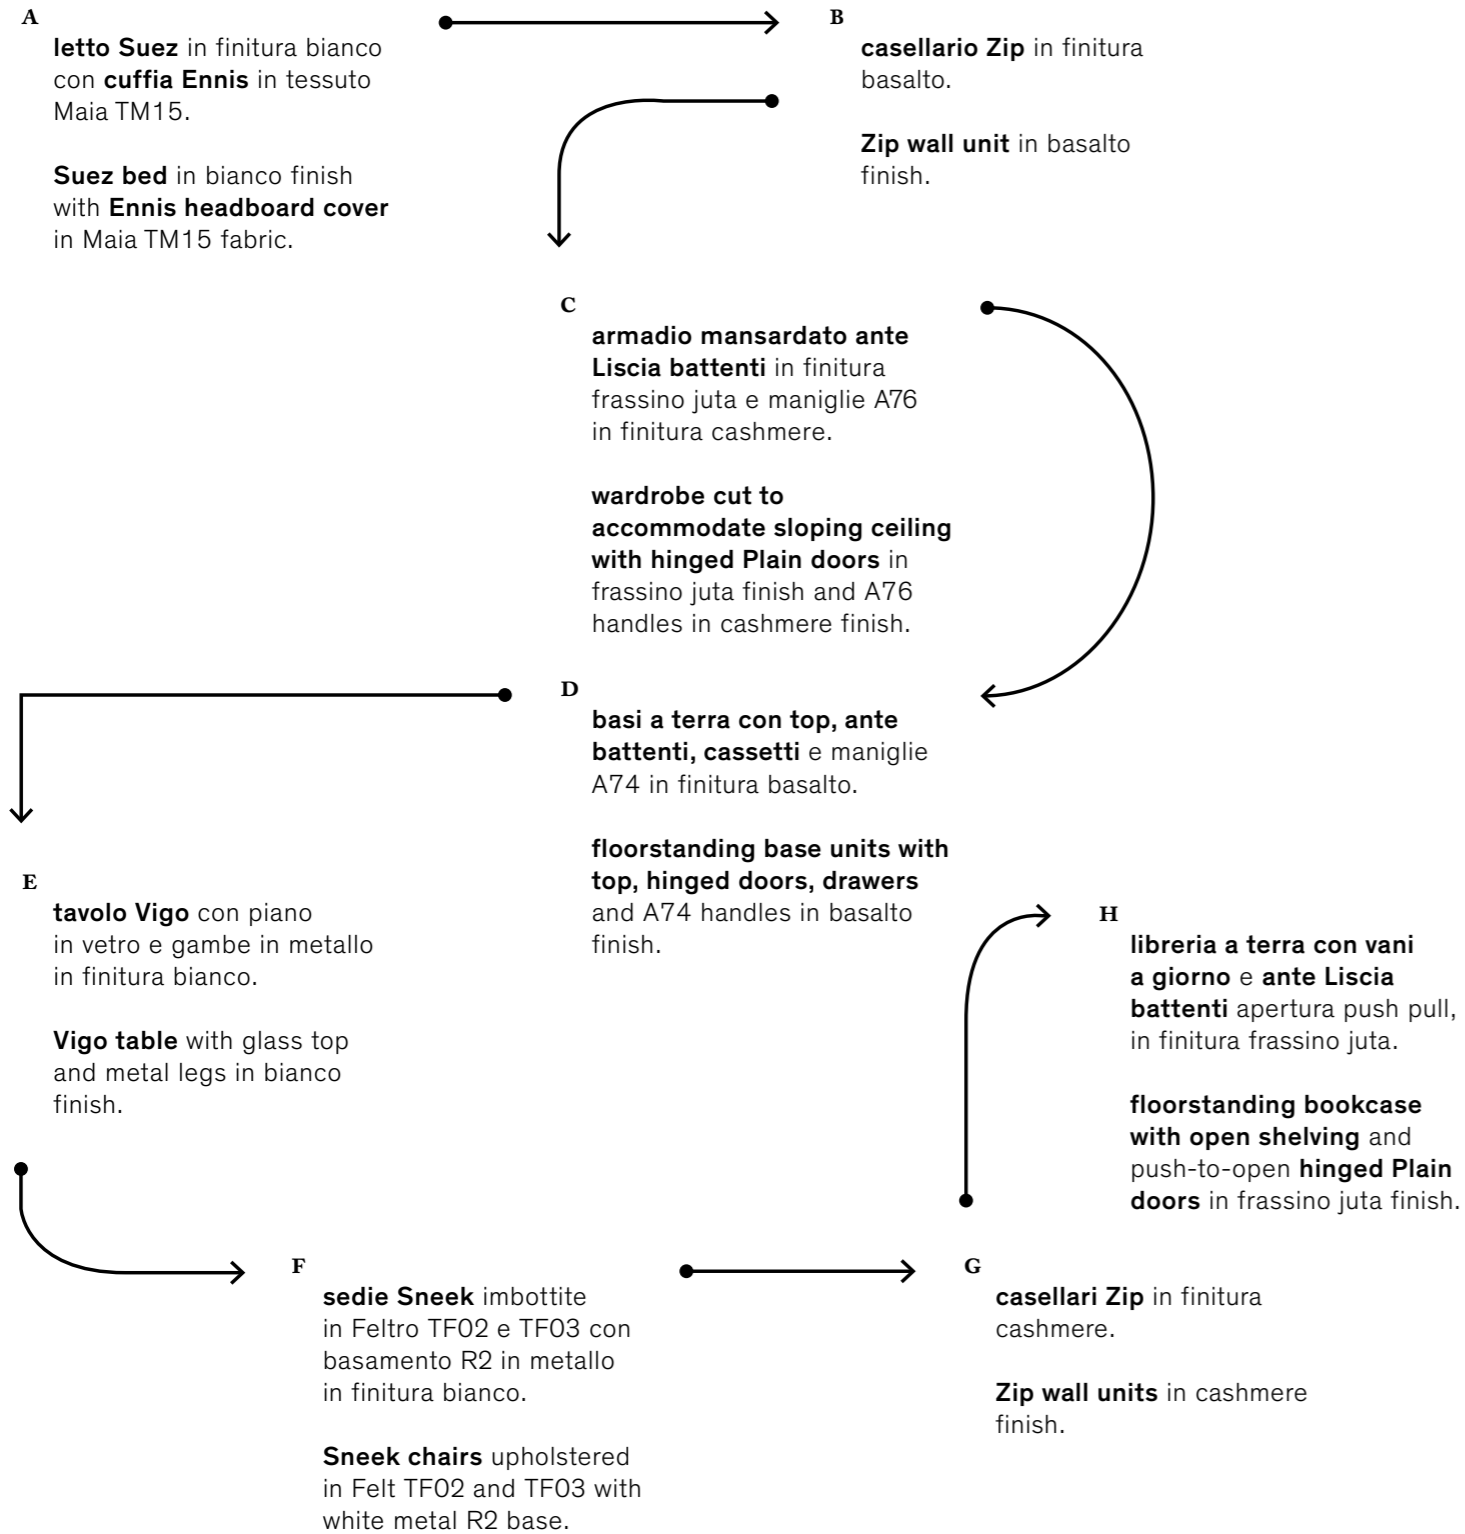 A
letto Suez in finitura bianco
con cuffia Ennis in tessuto
Maia TM15.
Suez bed in bianco finish
with Ennis headboard cover
in Maia TM15 fabric.
B
casellario Zip in finitura
basalto.
Zip wall unit in basalto
finish.
C
armadio mansardato ante
Liscia battenti in finitura
frassino juta e maniglie A76
in finitura cashmere.
wardrobe cut to
accommodate sloping ceiling
with hinged Plain doors in
frassino juta finish and A76
handles in cashmere finish.
D
basi a terra con top, ante
battenti, cassetti e maniglie
A74 in finitura basalto.
floorstanding base units with
top, hinged doors, drawers
and A74 handles in basalto
finish.
E
tavolo Vigo con piano
in vetro e gambe in metallo
in finitura bianco.
Vigo table with glass top
and metal legs in bianco
finish.
F
sedie Sneek imbottite
in Feltro TF02 e TF03 con
basamento R2 in metallo
in finitura bianco.
Sneek chairs upholstered
in Felt TF02 and TF03 with
white metal R2 base.
G
casellari Zip in finitura
cashmere.
Zip wall units in cashmere
finish.
H
libreria a terra con vani
a giorno e ante Liscia
battenti apertura push pull,
in finitura frassino juta.
floorstanding bookcase
with open shelving and
push-to-open hinged Plain
doors in frassino juta finish.